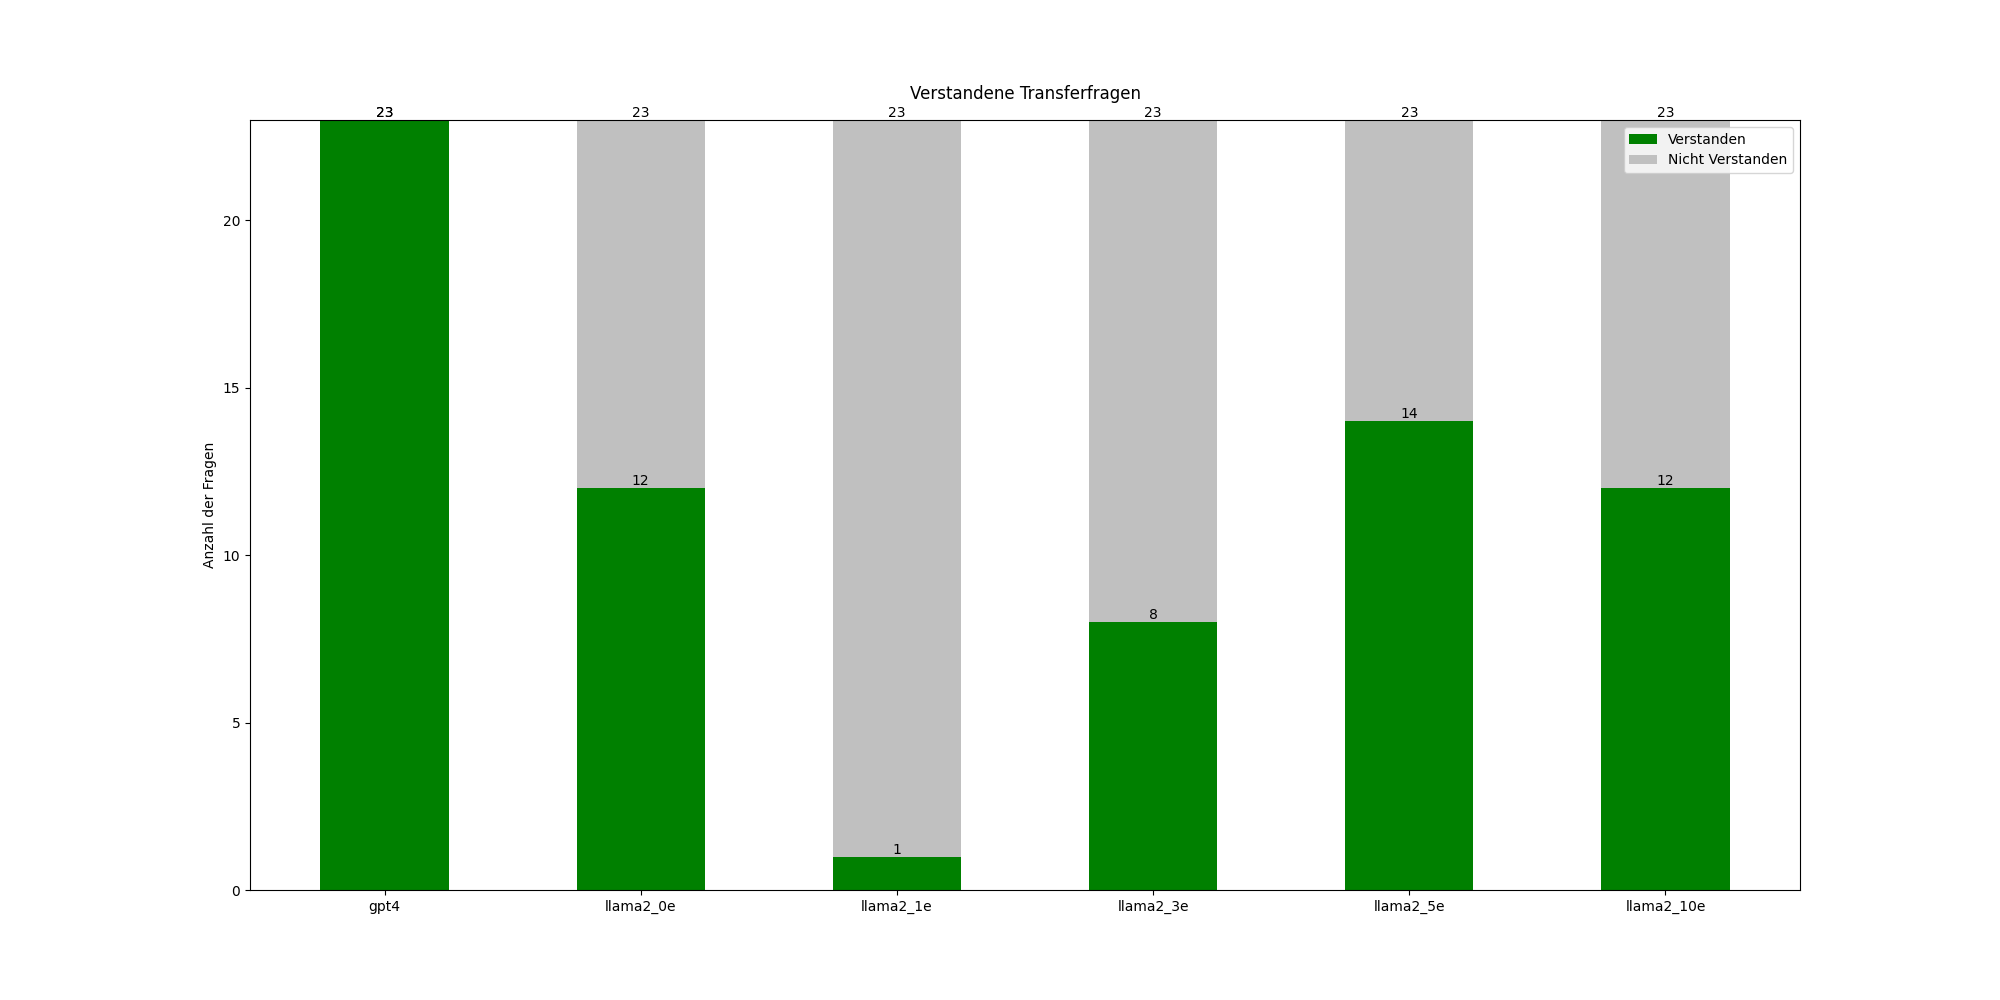 Verstandene Transferfragen
23 23 23 23 23 23
Verstanden
Nicht Verstanden
20
15
14
12 12
10
8
5
1
0
Anzahl der Fragen
gpt4 llama2_0e llama2_1e llama2_3e llama2_5e llama2_10e